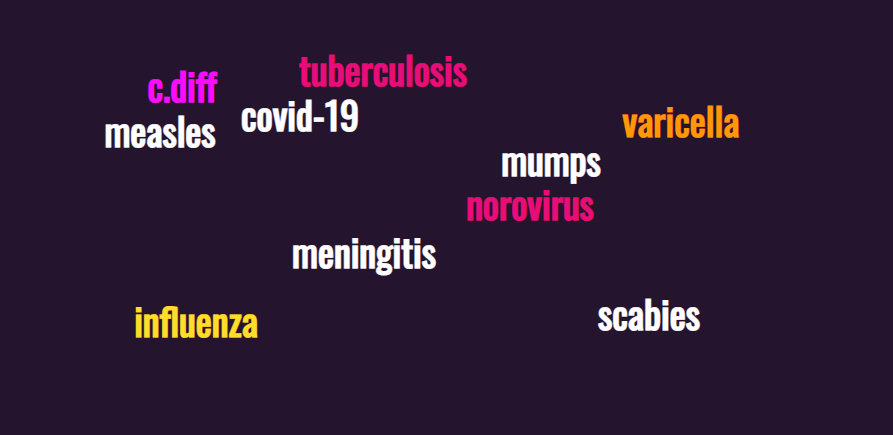 tuberculosis
c.diff
covid-19
varicella
measles
mumps
norovirus
meningitis
scabies
influenza